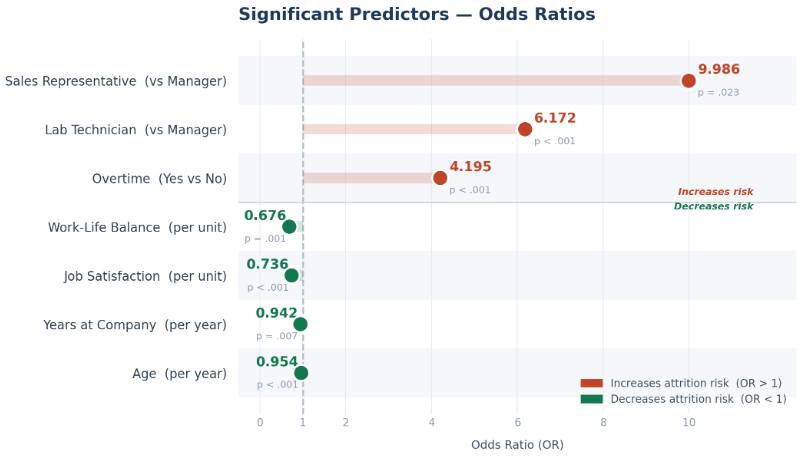 Significant Predictors — Odds Ratios
Sales Representative (vs Manager)
9.986
p = .023
Lab Technician (vs Manager)
6.172
p < .001
Overtime (Yes vs No)
4.195
p < .001
Increases risk
Decreases risk
Work-Life Balance (per unit)
0.676
p = .001
Job Satisfaction (per unit)
0.736
p < .001
Years at Company (per year)
0.942
p = .007
Age (per year)
0.954
p < .001
Increases attrition risk (OR > 1)
Decreases attrition risk (OR < 1)
0 1 2 4 6 8 10
Odds Ratio (OR)